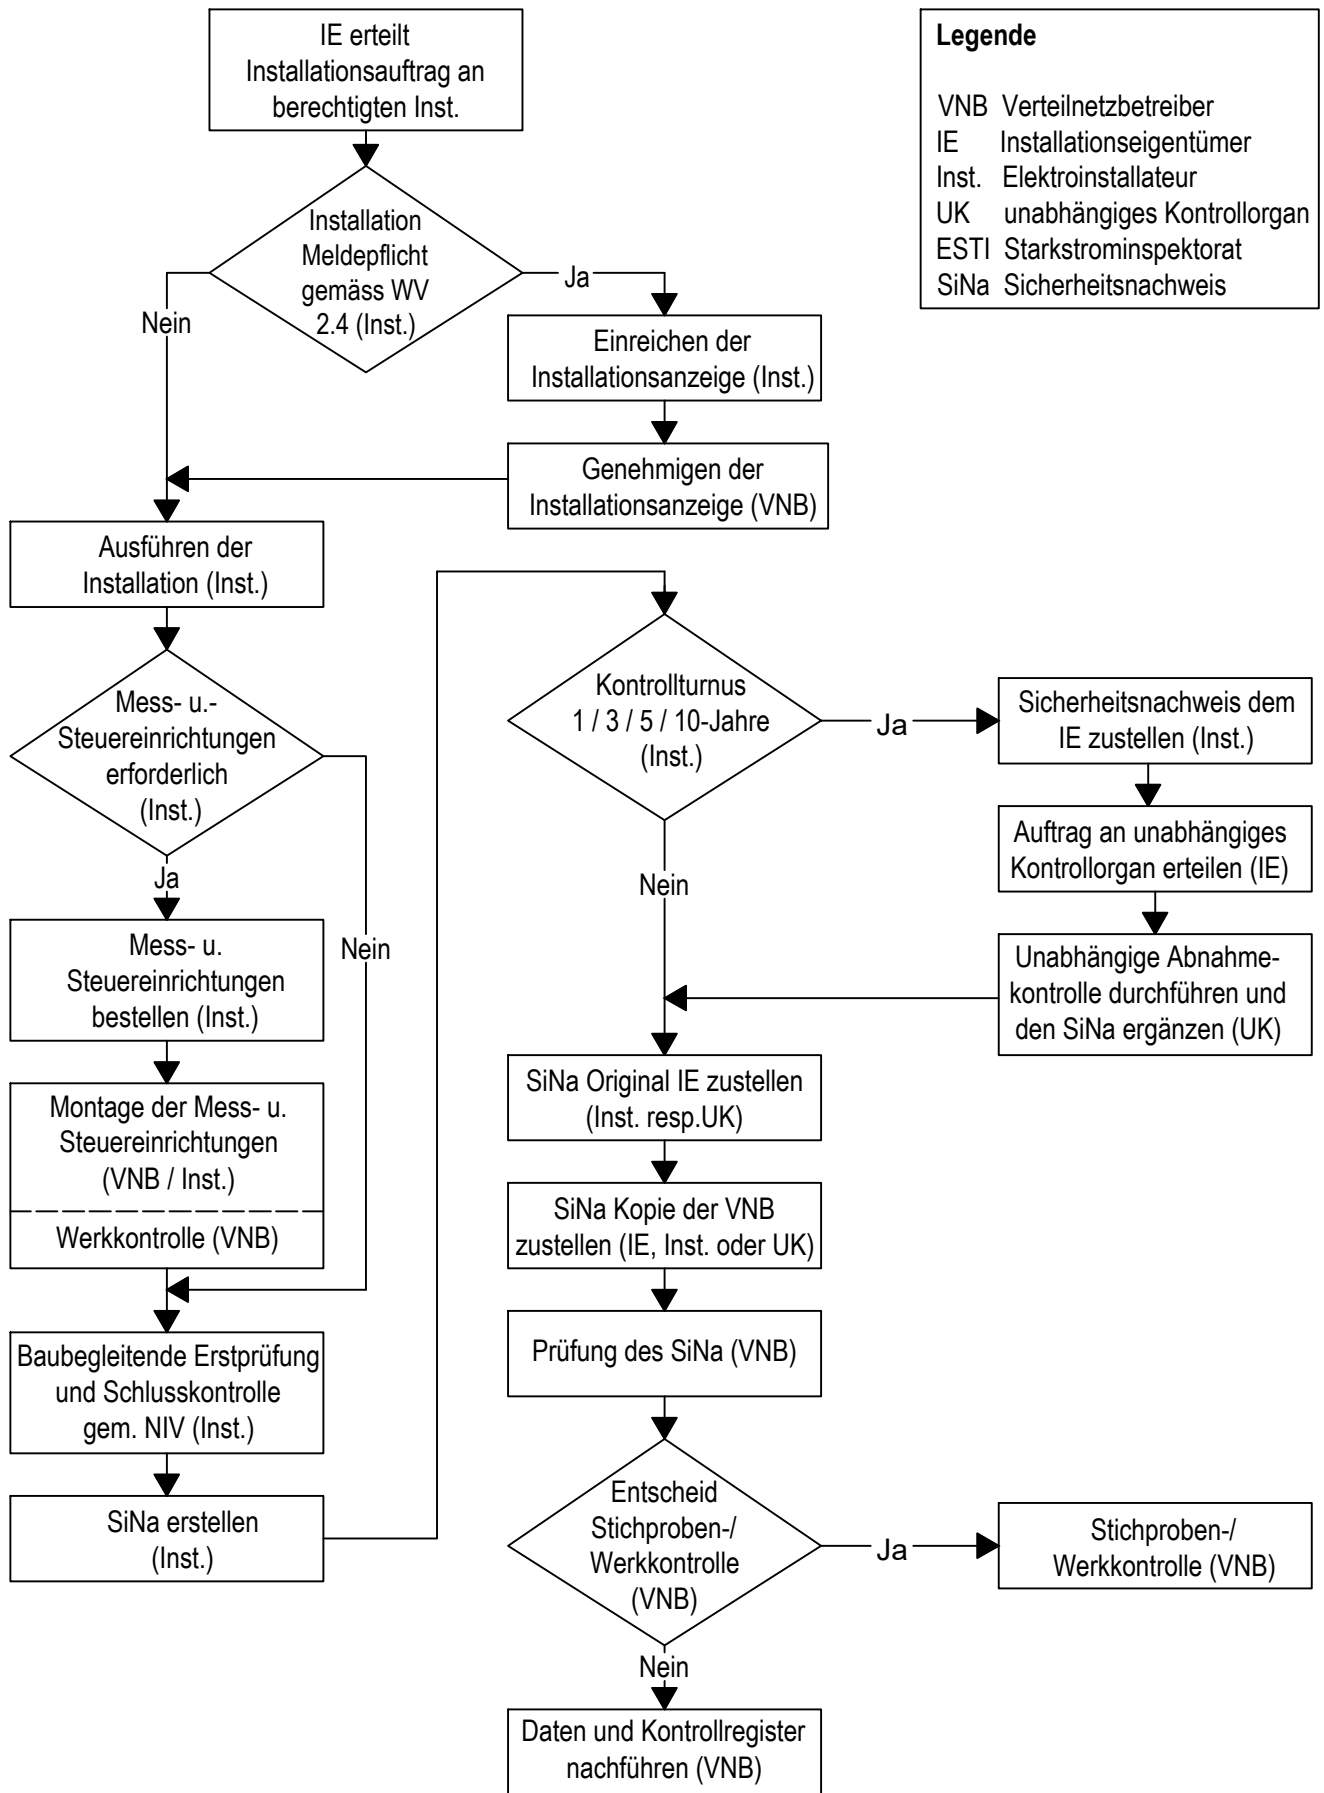 IE erteilt
Installationsauftrag an
berechtigten Inst.
Legende
VNB Verteilnetzbetreiber
IE Installationseigentümer
Inst. Elektroinstallateur
UK unabhängiges Kontrollorgan
ESTI Starkstrominspektorat
SiNa Sicherheitsnachweis
Installation
Meldepflicht
gemäss WV
2.4 (Inst.)
Ja
Nein
Einreichen der
Installationsanzeige (Inst.)
Genehmigen der
Installationsanzeige (VNB)
Ausführen der
Installation (Inst.)
Mess- u.-
Steuereinrichtungen
erforderlich
(Inst.)
Ja
Nein
Mess- u.
Steuereinrichtungen
bestellen (Inst.)
Montage der Mess- u.
Steuereinrichtungen
(VNB / Inst.)
Werkkontrolle (VNB)
Baubegleitende Erstprüfung
und Schlusskontrolle
gem. NIV (Inst.)
SiNa erstellen
(Inst.)
Kontrollturnus
1 / 3 / 5 / 10-Jahre
(Inst.)
Ja
Nein
Sicherheitsnachweis dem
IE zustellen (Inst.)
Auftrag an unabhängiges
Kontrollorgan erteilen (IE)
Unabhängige Abnahme-
kontrolle durchführen und
den SiNa ergänzen (UK)
SiNa Original IE zustellen
(Inst. resp.UK)
SiNa Kopie der VNB
zustellen (IE, Inst. oder UK)
Prüfung des SiNa (VNB)
Entscheid
Stichproben-/
Werkkontrolle
(VNB)
Ja
Stichproben-/
Werkkontrolle (VNB)
Nein
Daten und Kontrollregister
nachführen (VNB)